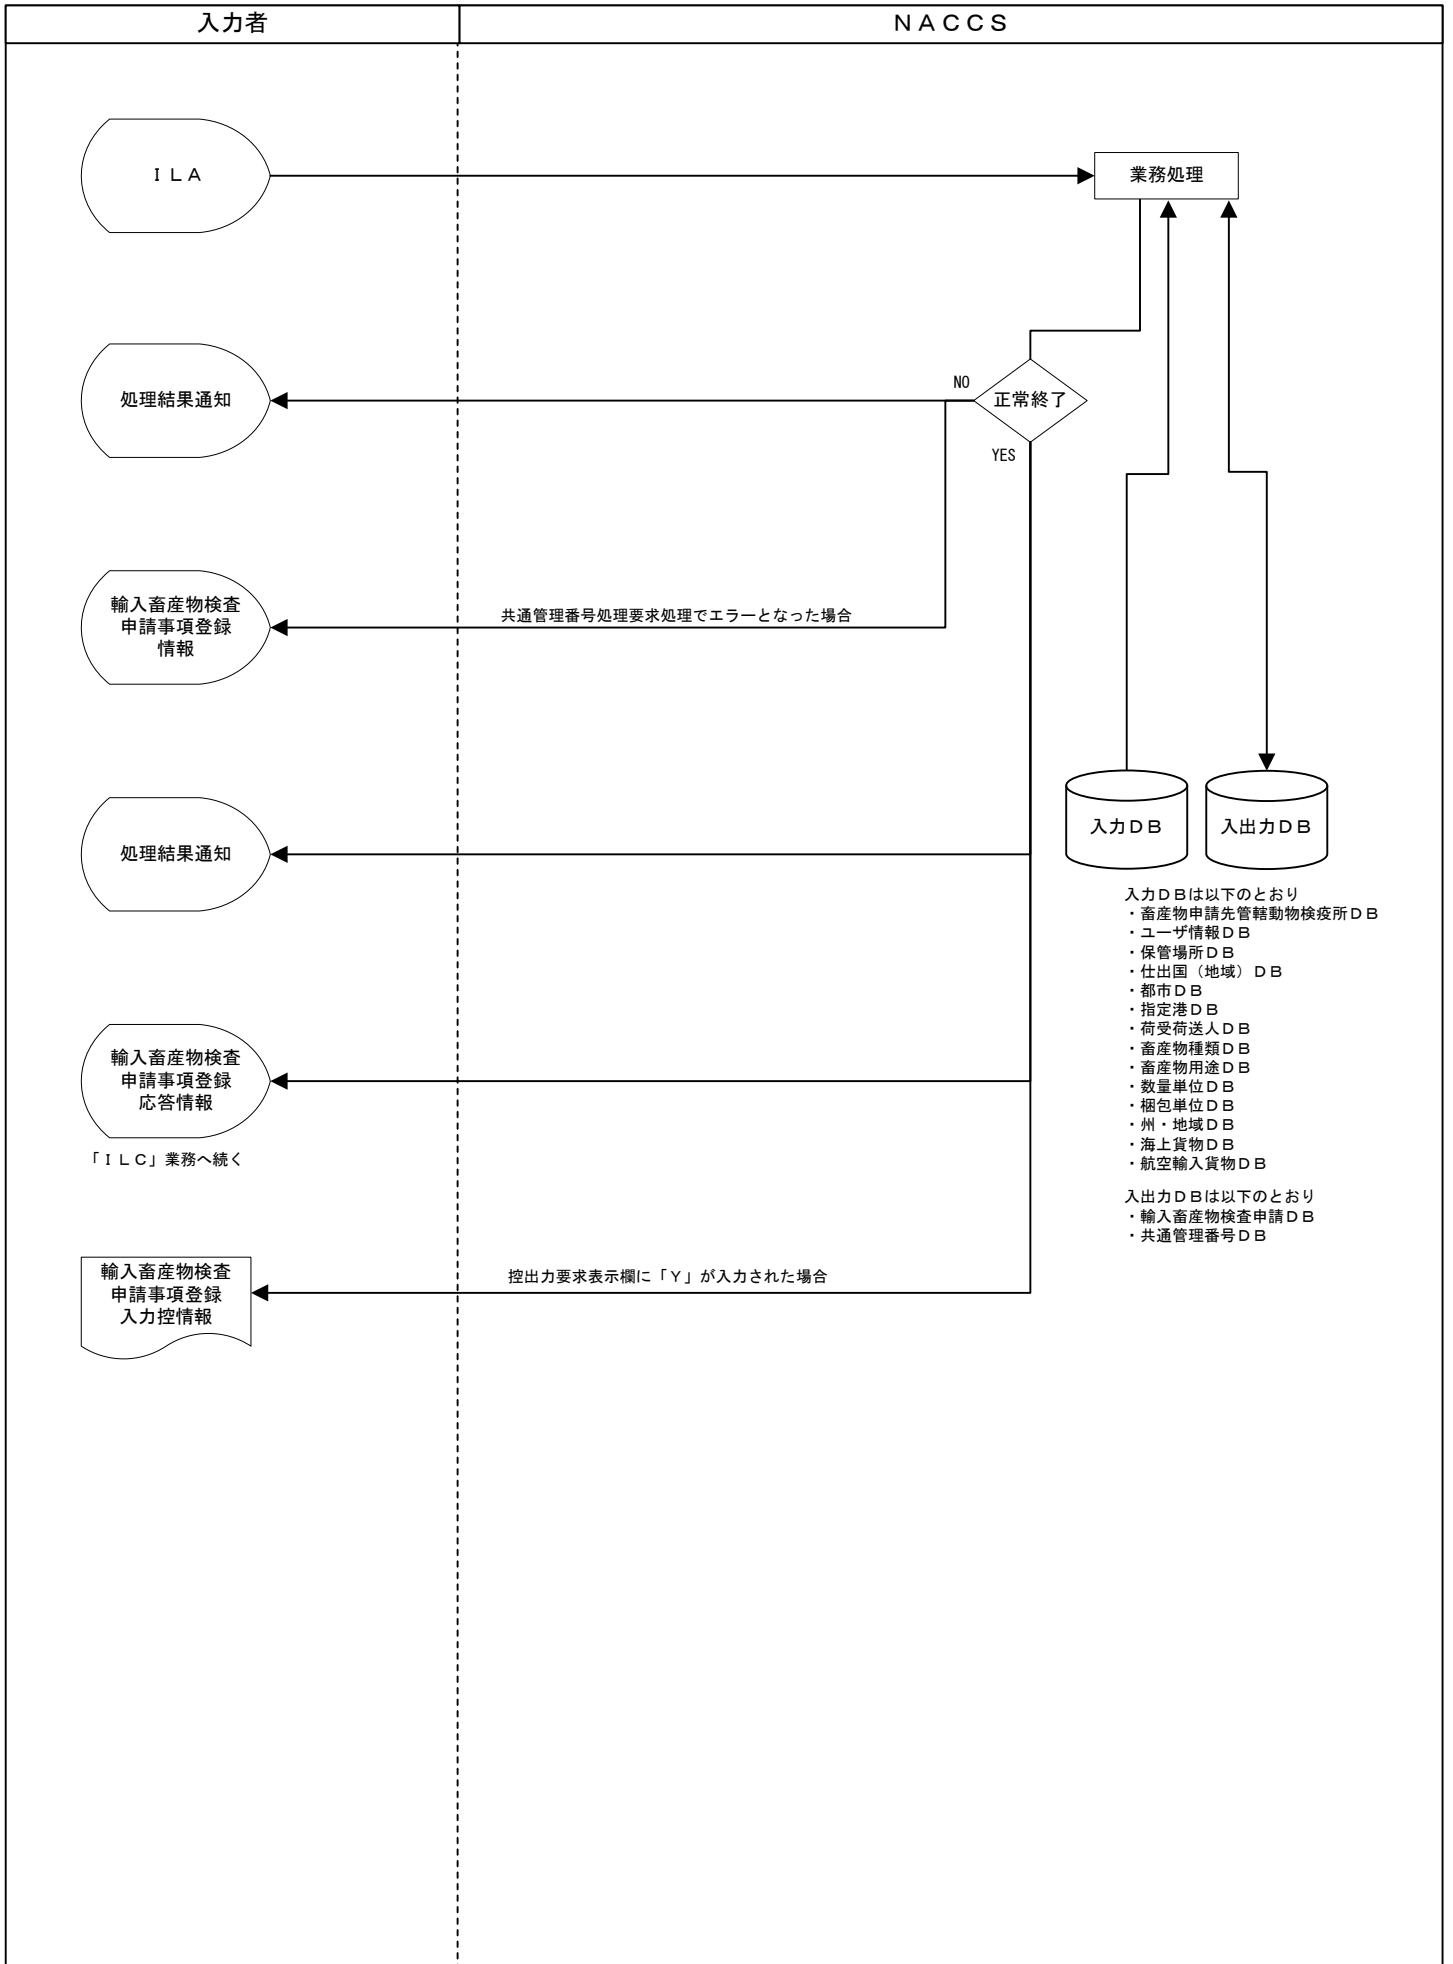 入力者
ＮＡＣＣＳ
ＩＬＡ
業務処理
処理結果通知
NO
正常終了
YES
輸入畜産物検査
申請事項登録
情報
共通管理番号処理要求処理でエラーとなった場合
処理結果通知
入力ＤＢ
入出力ＤＢ
入力ＤＢは以下のとおり
・畜産物申請先管轄動物検疫所ＤＢ
・ユーザ情報ＤＢ
・保管場所ＤＢ
・仕出国（地域）ＤＢ
・都市ＤＢ
・指定港ＤＢ
・荷受荷送人ＤＢ
・畜産物種類ＤＢ
・畜産物用途ＤＢ
・数量単位ＤＢ
・梱包単位ＤＢ
・州・地域ＤＢ
・海上貨物ＤＢ
・航空輸入貨物ＤＢ
入出力ＤＢは以下のとおり
・輸入畜産物検査申請ＤＢ
・共通管理番号ＤＢ
輸入畜産物検査
申請事項登録
応答情報
「ＩＬＣ」業務へ続く
輸入畜産物検査
申請事項登録
入力控情報
控出力要求表示欄に「Ｙ」が入力された場合